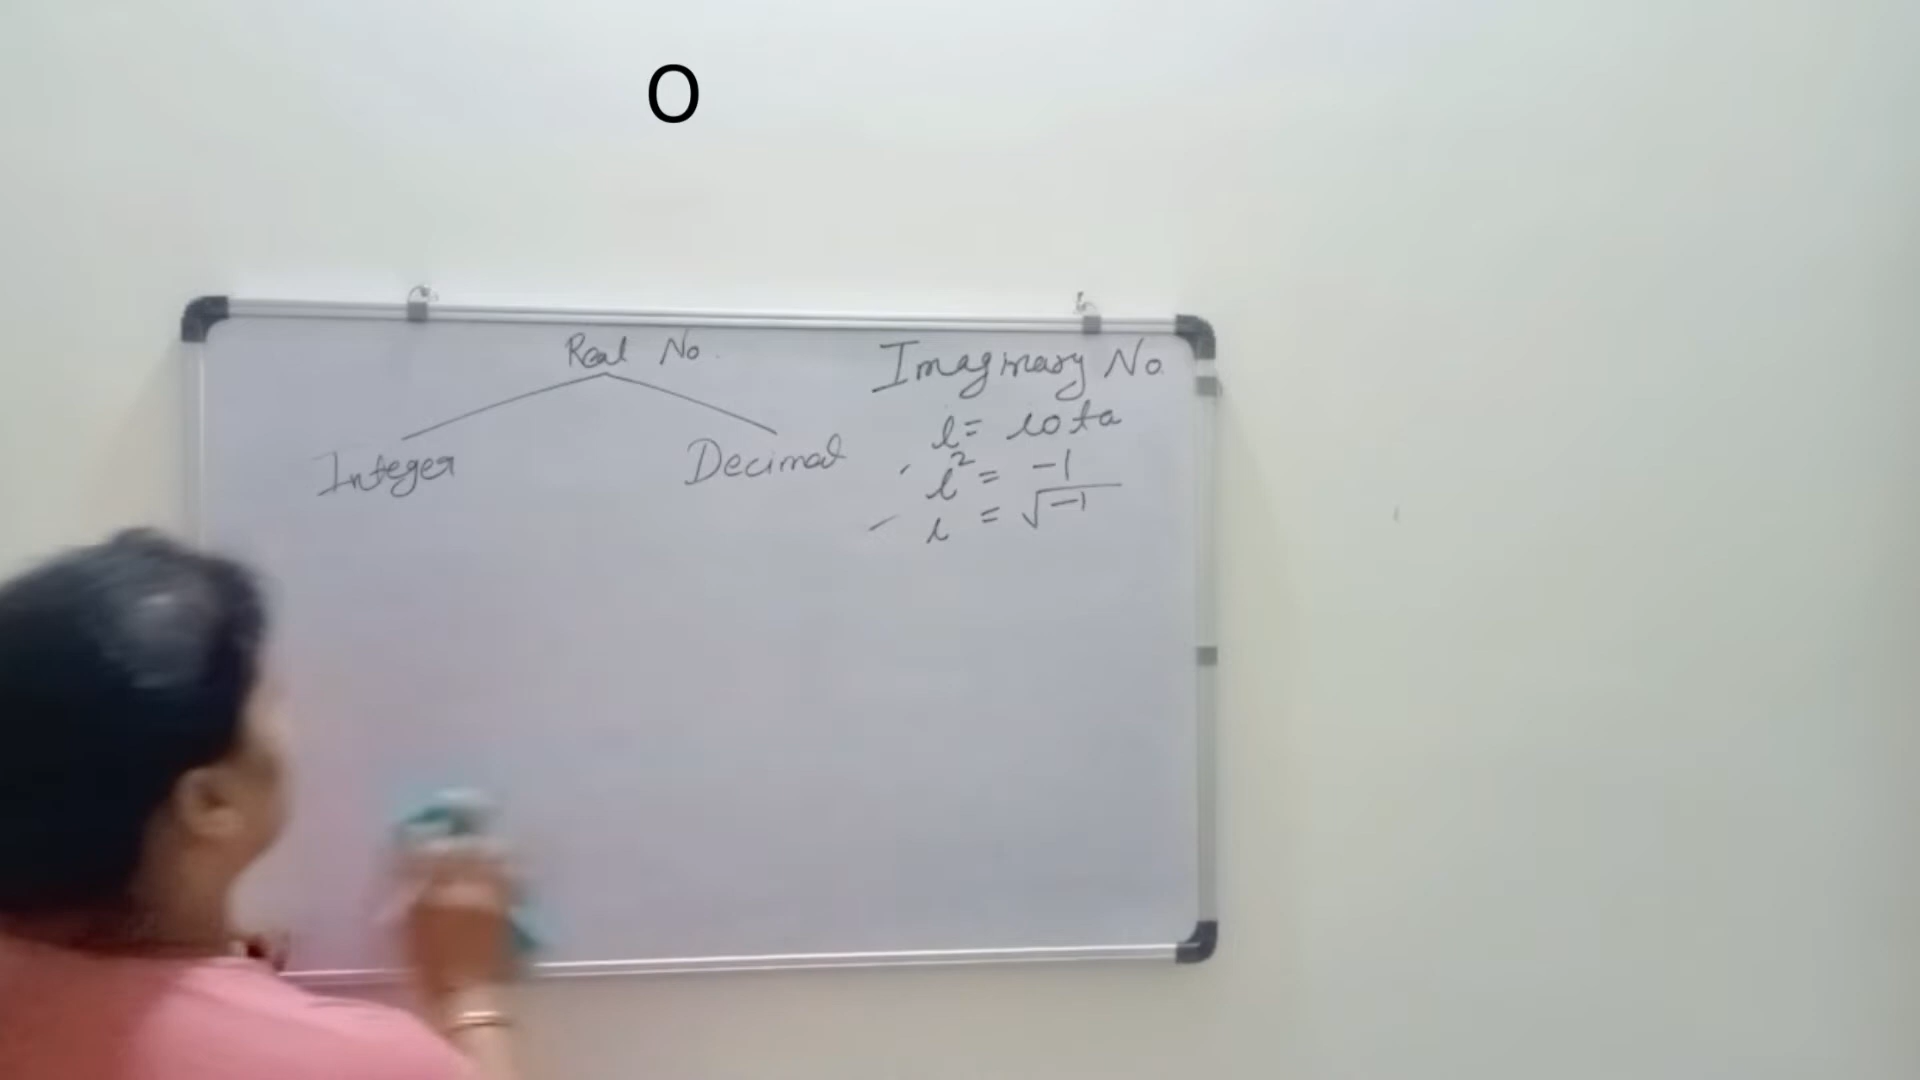 O
Real No.
Integer
Decimal
Imaginary No.
i = iota
i² = -1
i = √-1